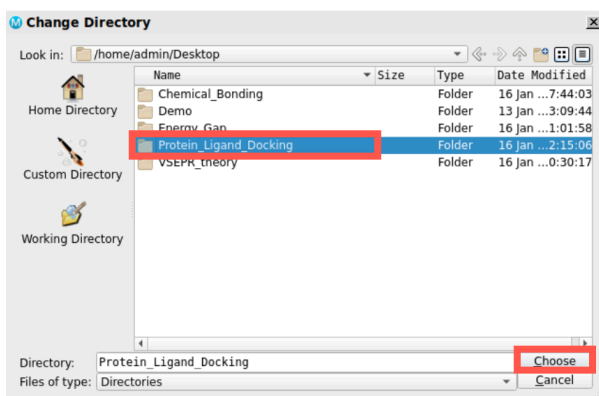 Change Directory
Look in: /home/admin/Desktop
Name Size Type Date Modified
Chemical_Bonding Folder 16 Jan ...7:44:03
Demo Folder 13 Jan ...3:09:44
Energy_Gap Folder 16 Jan ...1:01:58
Protein_Ligand_Docking Folder 16 Jan ...2:15:06
VSEPR_theory Folder 16 Jan ...0:30:17
Home Directory
Custom Directory
Working Directory
Directory: Protein_Ligand_Docking Choose
Files of type: Directories Cancel